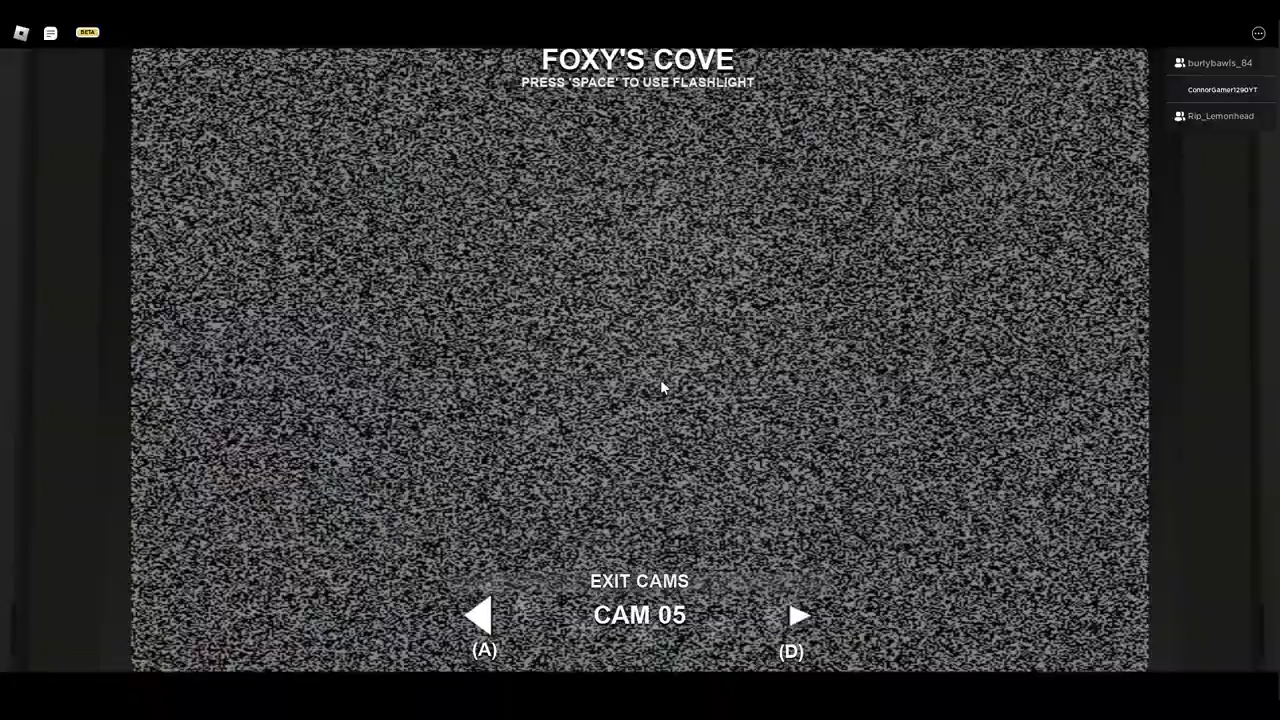 BETA
FOXY'S COVE
PRESS 'SPACE' TO USE FLASHLIGHT
burlybawls_84
ConnorGamer1290YT
Rip_Lemonhead
EXIT CAMS
CAM 05
(A)
(D)